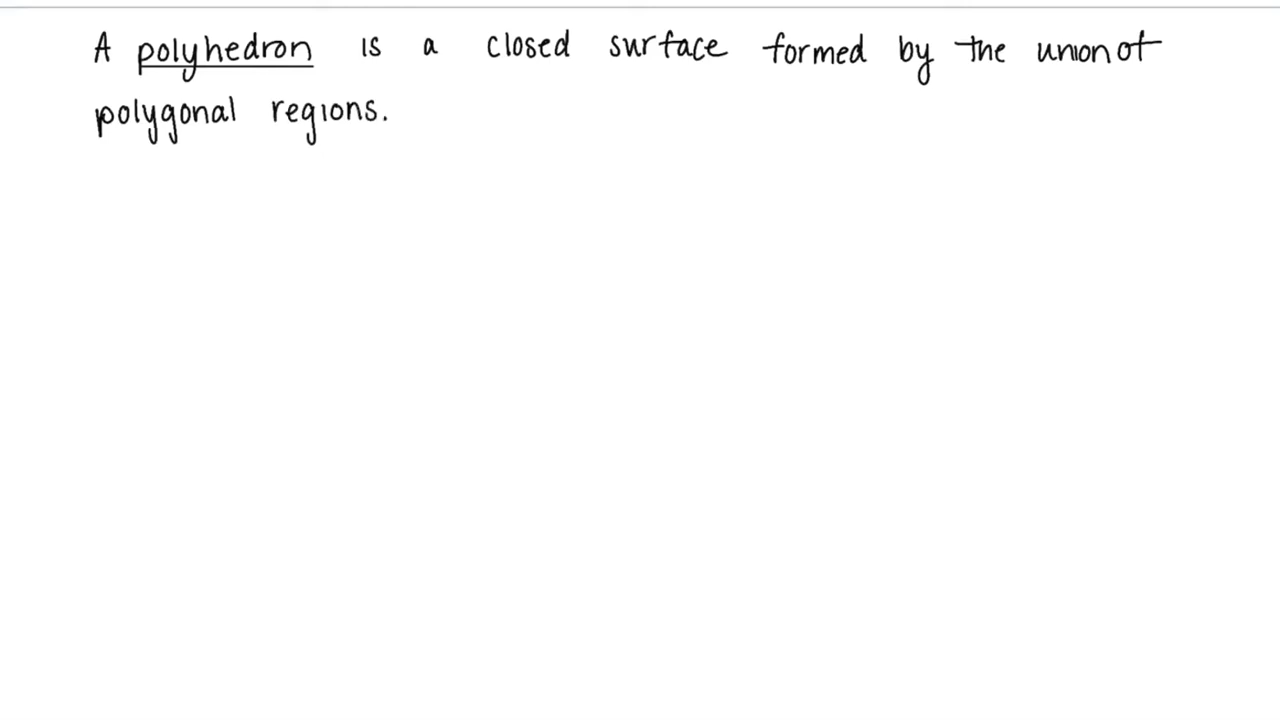 A polyhedron is a closed surface formed by the union of
polygonal regions.